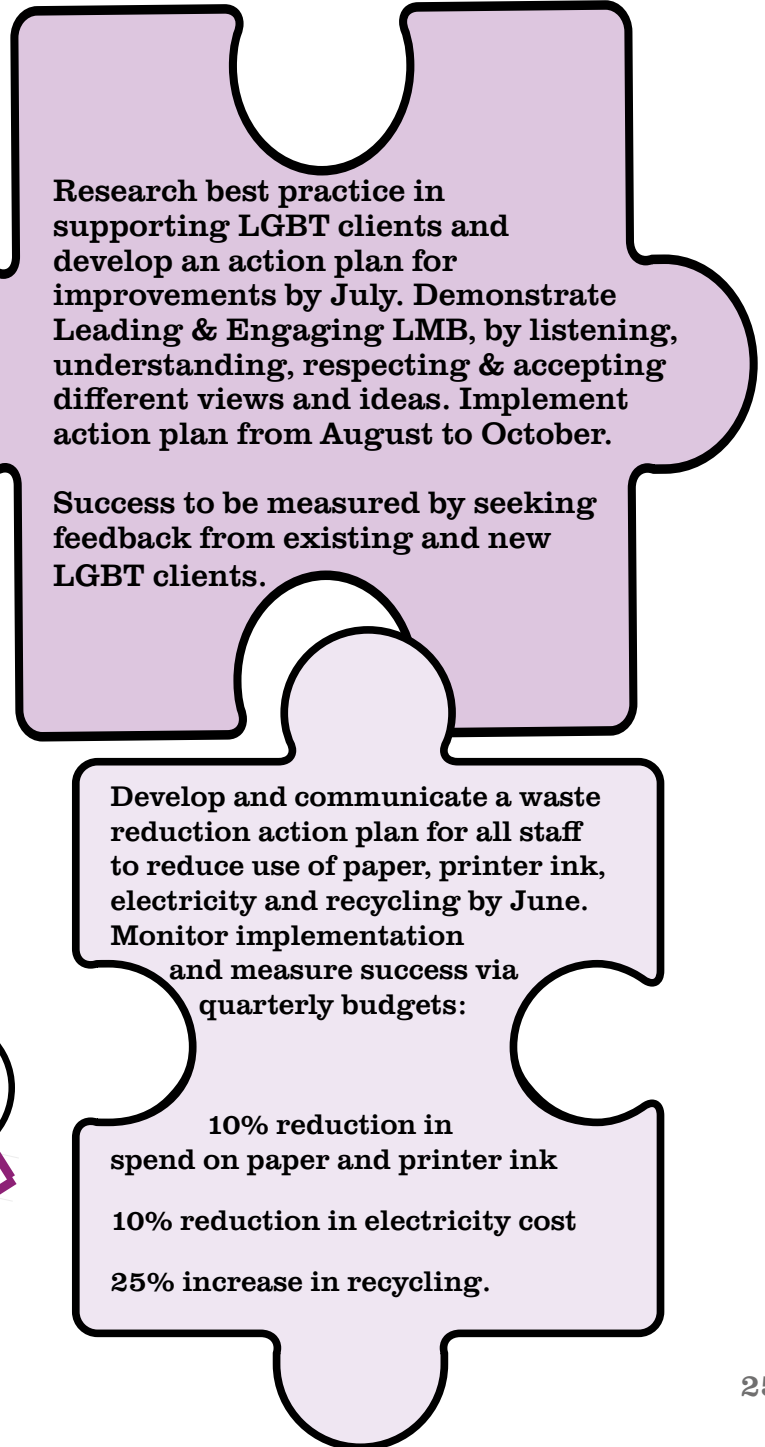 Research best practice in
supporting LGBT clients and
develop an action plan for
improvements by July. Demonstrate
Leading & Engaging LMB, by listening,
understanding, respecting & accepting
different views and ideas. Implement
action plan from August to October.
Success to be measured by seeking
feedback from existing and new
LGBT clients.
Develop and communicate a waste
reduction action plan for all staff
to reduce use of paper, printer ink,
electricity and recycling by June.
Monitor implementation
and measure success via
quarterly budgets:
10% reduction in
spend on paper and printer ink
10% reduction in electricity cost
25% increase in recycling.